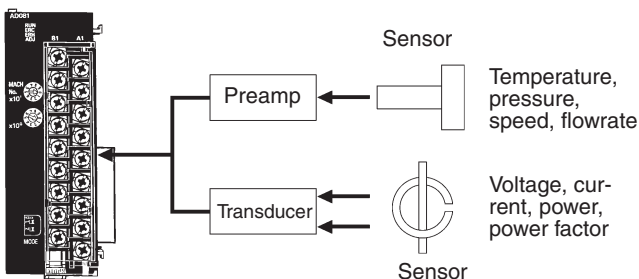 AD081
RUN
ERC
ERH
ADJ
B1 A1
MACH
No.
x10¹
x10⁰
MODE
Sensor
Preamp
Temperature,
pressure,
speed, flowrate
Transducer
Voltage, cur-
rent, power,
power factor
Sensor